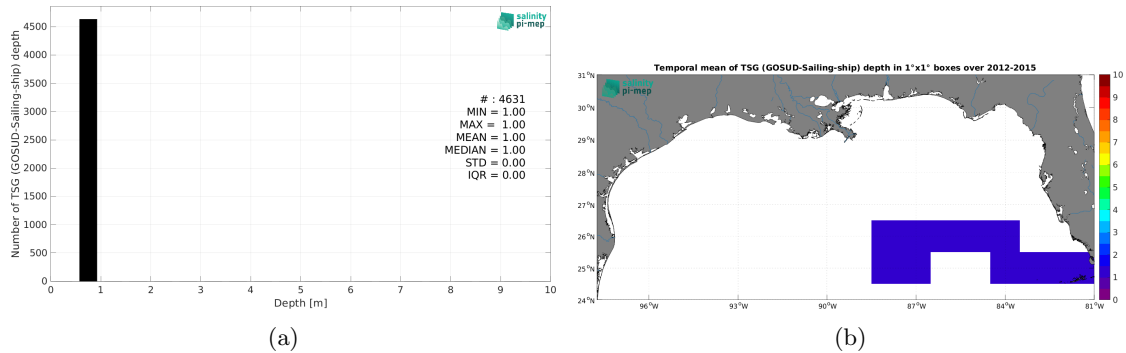 4500
4000
3500
3000
2500
2000
1500
1000
500
0
Number of TSG (GOSUD-Sailing-ship) depth
salinity
pi-mep
# : 4631
MIN = 1.00
MAX = 1.00
MEAN = 1.00
MEDIAN = 1.00
STD = 0.00
IQR = 0.00
0 1 2 3 4 5 6 7 8 9 10
Depth [m]
(a)
Temporal mean of TSG (GOSUD-Sailing-ship) depth in 1°x1° boxes over 2012-2015
salinity
pi-mep
31°N
30°N
29°N
28°N
27°N
26°N
25°N
24°N
96°W 93°W 90°W 87°W 84°W 81°W
10
9
8
7
6
5
4
3
2
1
0
(b)